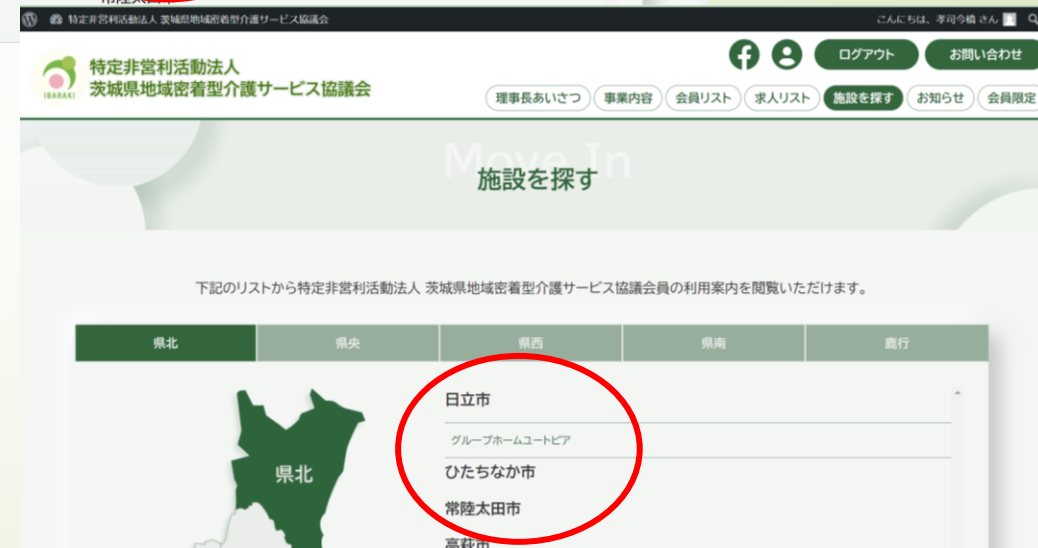 常陸太田市
特定非営利活動法人 茨城県地域密着型介護サービス協議会
こんにちは、孝司今橋 さん
IBARAKI
特定非営利活動法人
茨城県地域密着型介護サービス協議会
ログアウト
お問い合わせ
理事長あいさつ
事業内容
会員リスト
求人リスト
施設を探す
お知らせ
会員限定
Move In
施設を探す
下記のリストから特定非営利活動法人 茨城県地域密着型介護サービス協議会員の利用案内を閲覧いただけます。
県北
県央
県西
県南
鹿行
県北
日立市
グループホームユートピア
ひたちなか市
常陸太田市
高萩市